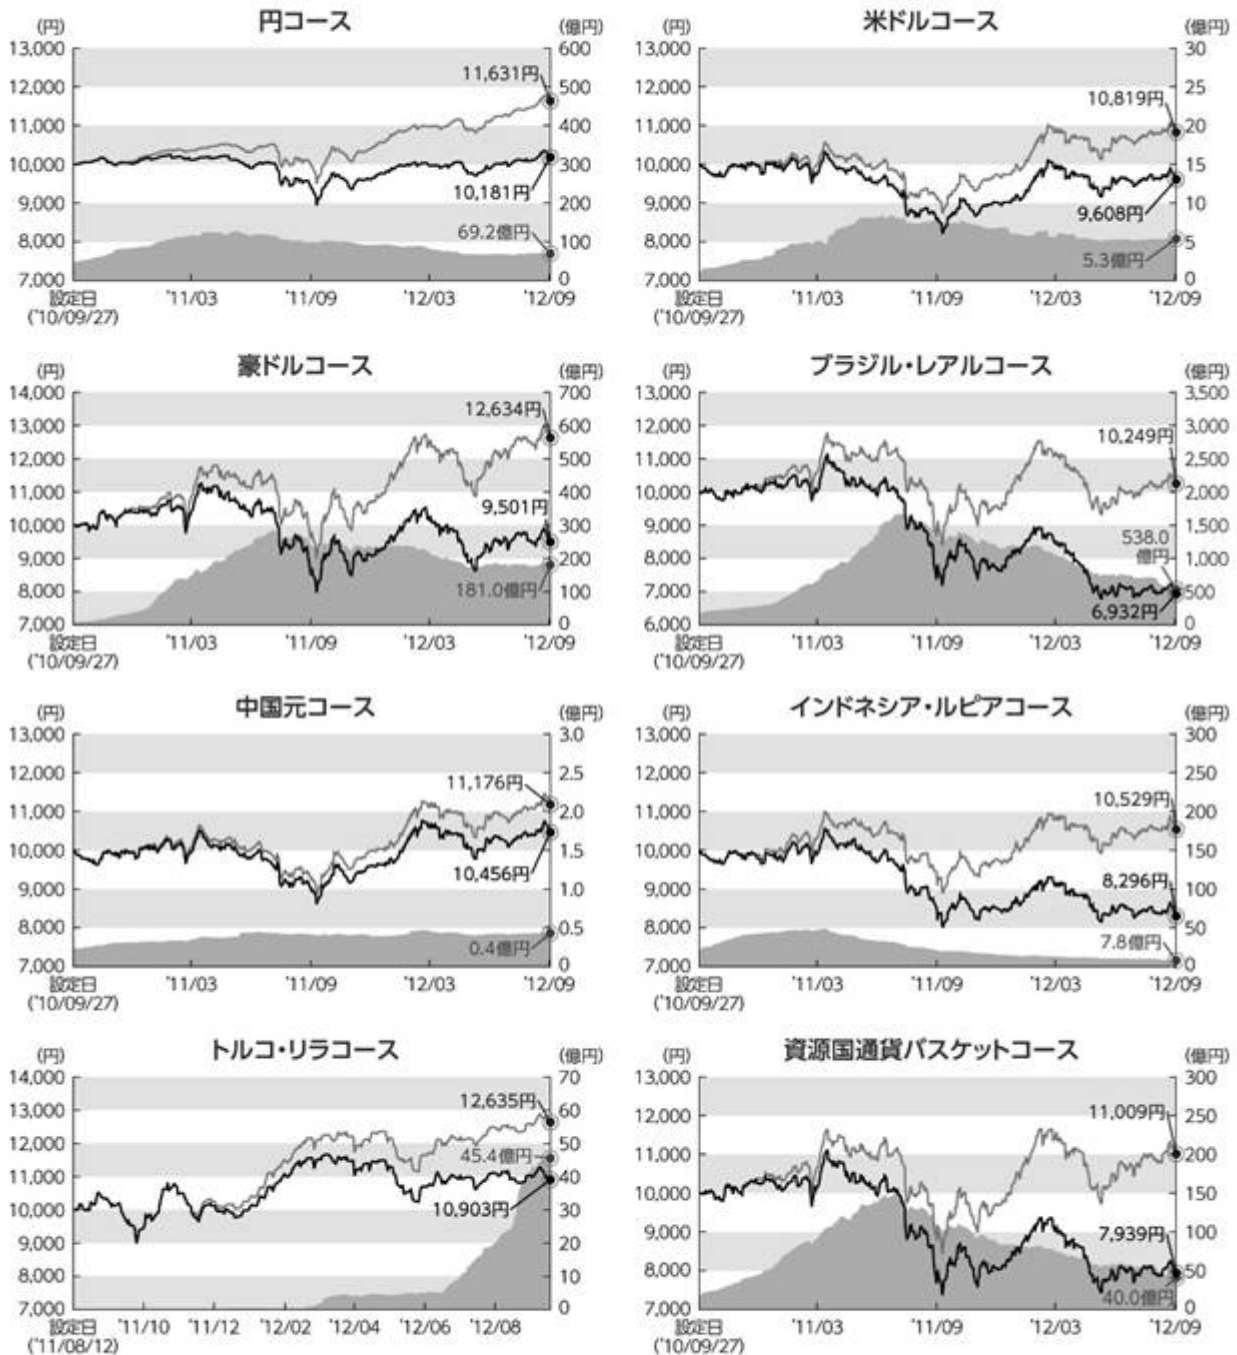 円コース
(円)
(億円)
13,000
12,000
11,000
10,000
9,000
8,000
7,000
600
500
400
300
200
100
0
11,631円
10,181円
69.2億円
設定日
('10/09/27)
'11/03
'11/09
'12/03
'12/09
米ドルコース
(円)
(億円)
13,000
12,000
11,000
10,000
9,000
8,000
7,000
30
25
20
15
10
5
0
10,819円
9,608円
5.3億円
設定日
('10/09/27)
'11/03
'11/09
'12/03
'12/09
豪ドルコース
(円)
(億円)
14,000
13,000
12,000
11,000
10,000
9,000
8,000
7,000
700
600
500
400
300
200
100
0
12,634円
9,501円
181.0億円
設定日
('10/09/27)
'11/03
'11/09
'12/03
'12/09
ブラジル・レアルコース
(円)
(億円)
13,000
12,000
11,000
10,000
9,000
8,000
7,000
6,000
3,500
3,000
2,500
2,000
1,500
1,000
500
0
10,249円
538.0
億円
6,932円
設定日
('10/09/27)
'11/03
'11/09
'12/03
'12/09
中国元コース
(円)
(億円)
13,000
12,000
11,000
10,000
9,000
8,000
7,000
3.0
2.5
2.0
1.5
1.0
0.5
0
11,176円
10,456円
0.4億円
設定日
('10/09/27)
'11/03
'11/09
'12/03
'12/09
インドネシア・ルピアコース
(円)
(億円)
13,000
12,000
11,000
10,000
9,000
8,000
7,000
300
250
200
150
100
50
0
10,529円
8,296円
7.8億円
設定日
('10/09/27)
'11/03
'11/09
'12/03
'12/09
トルコ・リラコース
(円)
(億円)
14,000
13,000
12,000
11,000
10,000
9,000
8,000
7,000
70
60
50
40
30
20
10
0
12,635円
45.4億円
10,903円
設定日
('11/08/12)
'11/10
'11/12
'12/02
'12/04
'12/06
'12/08
資源国通貨バスケットコース
(円)
(億円)
13,000
12,000
11,000
10,000
9,000
8,000
7,000
300
250
200
150
100
50
0
11,009円
7,939円
40.0億円
設定日
('10/09/27)
'11/03
'11/09
'12/03
'12/09